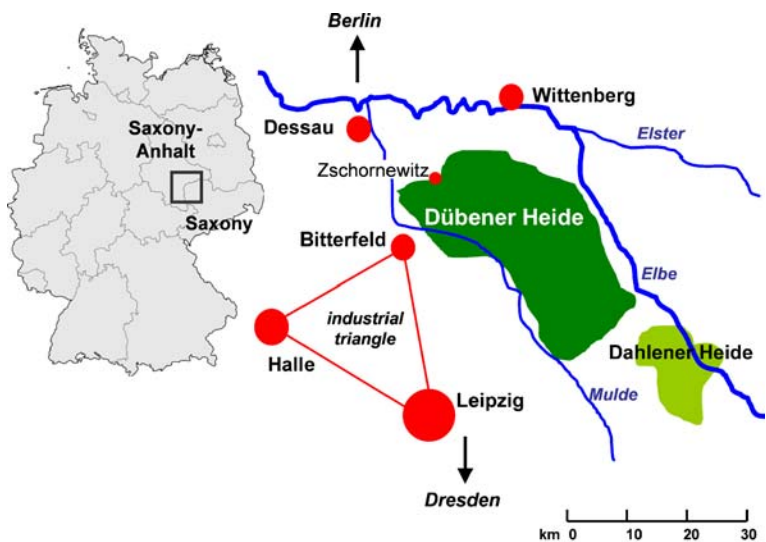 Berlin
Saxony-
Anhalt
Saxony
Wittenberg
Dessau
Elster
Zschornewitz
Dübener Heide
Bitterfeld
Elbe
industrial
triangle
Halle
Dahlener Heide
Leipzig
Mulde
Dresden
km 0 10 20 30